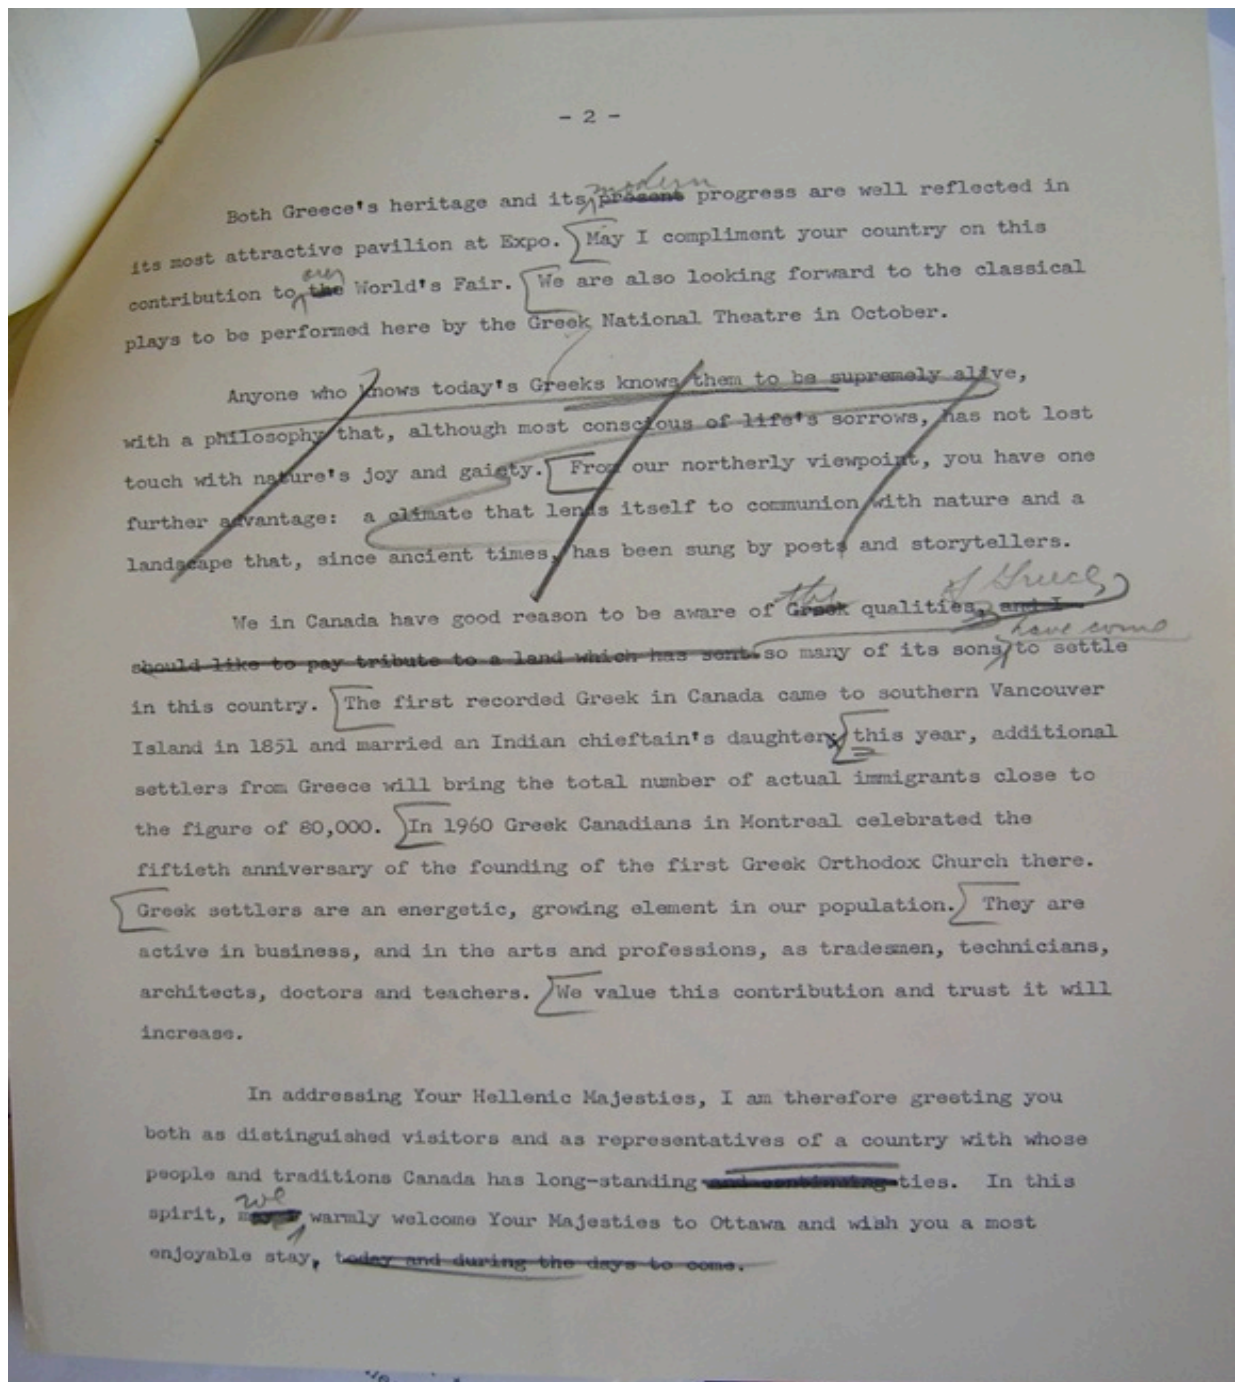 - 2 -
modern
Both Greece's heritage and its present progress are well reflected in
its most attractive pavilion at Expo. May I compliment your country on this
our
contribution to the World's Fair. We are also looking forward to the classical
plays to be performed here by the Greek National Theatre in October.
Anyone who knows today's Greeks knows them to be supremely alive,
with a philosophy that, although most conscious of life's sorrows, has not lost
touch with nature's joy and gaiety. From our northerly viewpoint, you have one
further advantage: a climate that lends itself to communion with nature and a
landscape that, since ancient times, has been sung by poets and storytellers.
the of Greece
We in Canada have good reason to be aware of Greek qualities, and I
have come
should like to pay tribute to a land which has sent so many of its sons to settle
in this country. The first recorded Greek in Canada came to southern Vancouver
Island in 1851 and married an Indian chieftain's daughter; this year, additional
settlers from Greece will bring the total number of actual immigrants close to
the figure of 80,000. In 1960 Greek Canadians in Montreal celebrated the
fiftieth anniversary of the founding of the first Greek Orthodox Church there.
Greek settlers are an energetic, growing element in our population. They are
active in business, and in the arts and professions, as tradesmen, technicians,
architects, doctors and teachers. We value this contribution and trust it will
increase.
In addressing Your Hellenic Majesties, I am therefore greeting you
both as distinguished visitors and as representatives of a country with whose
people and traditions Canada has long-standing and continuing ties. In this
we
spirit, warmly welcome Your Majesties to Ottawa and wish you a most
enjoyable stay, today and during the days to come.